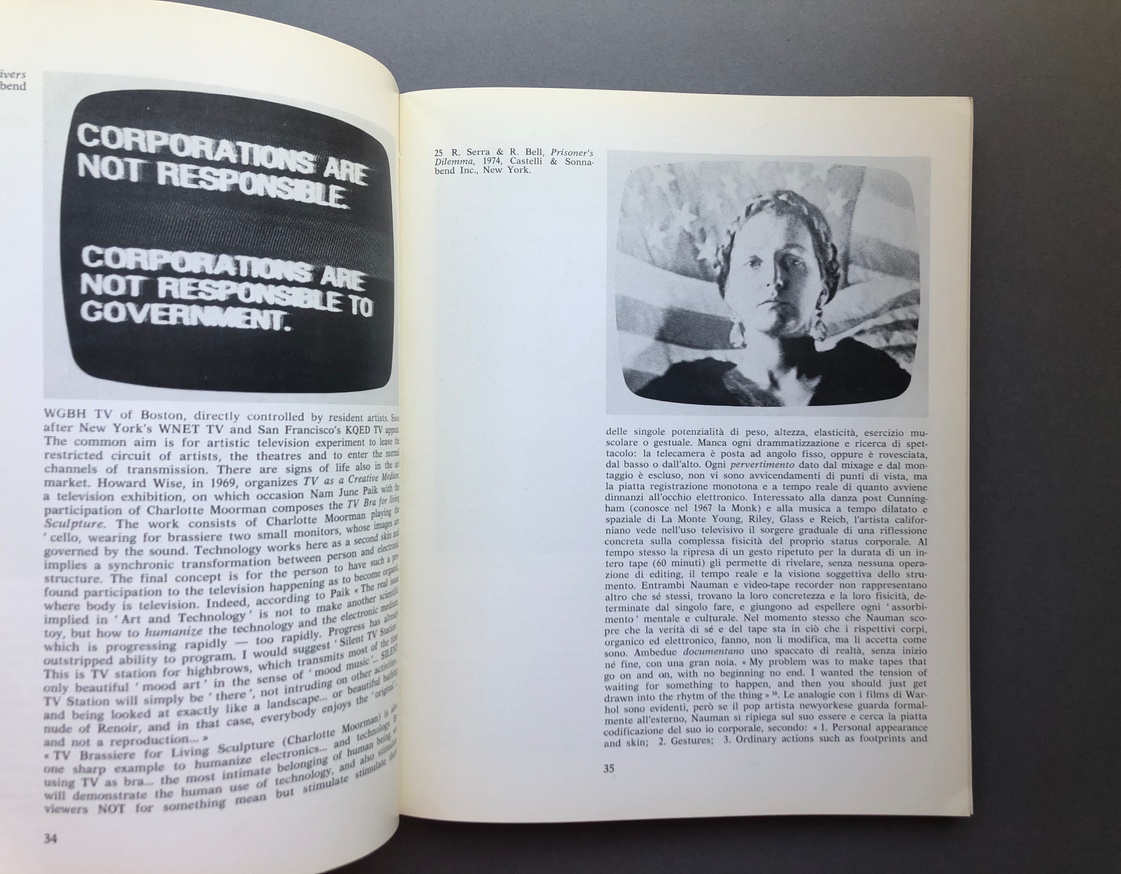 ivers
bend
CORPORATIONS ARE
NOT RESPONSIBLE.
CORPORATIONS ARE
NOT RESPONSIBLE TO
GOVERNMENT.
WGBH TV of Boston, directly controlled by resident artists.
after New York's WNET TV and San Francisco's KQED TV
The common aim is for artistic television experiment to leave the
restricted circuit of artists, the theatres and to enter the normal
channels of transmission. There are signs of life also in the art
market. Howard Wise, in 1969, organizes TV as a Creative Medium,
a television exhibition, on which occasion Nam June Paik with the
participation of Charlotte Moorman composes the TV Bra for living
Sculpture. The work consists of Charlotte Moorman playing the
' cello, wearing for brassiere two small monitors, whose images are
governed by the sound. Technology works here as a second skin and
implies a synchronic transformation between person and electronic
structure. The final concept is for the person to have such a
found participation to the television happening as to become organic,
where body is television. Indeed, according to Paik « The real issue
implied in ' Art and Technology ' is not to make another scientific
toy, but how to humanize the technology and the electronic medium,
which is progressing rapidly — too rapidly. Progress has already
outstripped ability to program. I would suggest ' Silent TV Station '
This is TV station for highbrows, which transmits most of the time
only beautiful ' mood art ' in the sense of ' mood music '... SILENT
TV Station will simply be ' there ', not intruding on other activities...
and being looked at exactly like a landscape... or beautiful bathing
nude of Renoir, and in that case, everybody enjoys the ' original '...
and not a reproduction... »
« TV Brassiere for Living Sculpture (Charlotte Moorman) is also
one sharp example to humanize electronics... and technology. By
using TV as bra... the most intimate belonging of human being, we
will demonstrate the human use of technology, and also stimulate
viewers NOT for something mean but stimulate stimulate their
34
25 R. Serra & R. Bell, Prisoner's
Dilemma, 1974, Castelli & Sonna-
bend Inc., New York.
delle singole potenzialità di peso, altezza, elasticità, esercizio mu-
scolare o gestuale. Manca ogni drammatizzazione e ricerca di spet-
tacolo: la telecamera è posta ad angolo fisso, oppure è rovesciata,
dal basso o dall'alto. Ogni pervertimento dato dal mixage e dal mon-
taggio è escluso, non vi sono avvicendamenti di punti di vista, ma
la piatta registrazione monotona e a tempo reale di quanto avviene
dinnanzi all'occhio elettronico. Interessato alla danza post Cunning-
ham (conosce nel 1967 la Monk) e alla musica a tempo dilatato e
spaziale di La Monte Young, Riley, Glass e Reich, l'artista califor-
niano vede nell'uso televisivo il sorgere graduale di una riflessione
concreta sulla complessa fisicità del proprio status corporale. Al
tempo stesso la ripresa di un gesto ripetuto per la durata di un in-
tero tape (60 minuti) gli permette di rivelare, senza nessuna opera-
zione di editing, il tempo reale e la visione soggettiva dello stru-
mento. Entrambi Nauman e video-tape recorder non rappresentano
altro che sé stessi, trovano la loro concretezza e la loro fisicità, de-
terminate dal singolo fare, e giungono ad espellere ogni ' assorbi-
mento ' mentale e culturale. Nel momento stesso che Nauman sco-
pre che la verità di sé e del tape sta in ciò che i rispettivi corpi,
organico ed elettronico, fanno, non li modifica, ma li accetta come
sono. Ambedue documentano uno spaccato di realtà, senza inizio
né fine, con una gran noia. « My problem was to make tapes that
go on and on, with no beginning no end. I wanted the tension of
waiting for something to happen, and then you should just get
drawn into the rhytm of the thing » ³⁸. Le analogie con i films di War-
hol sono evidenti, però se il pop artista newyorkese guarda formal-
mente all'esterno, Nauman si ripiega sul suo essere e cerca la piatta
codificazione del suo io corporale, secondo: « 1. Personal appearance
and skin; 2. Gestures; 3. Ordinary actions such as footprints and
35